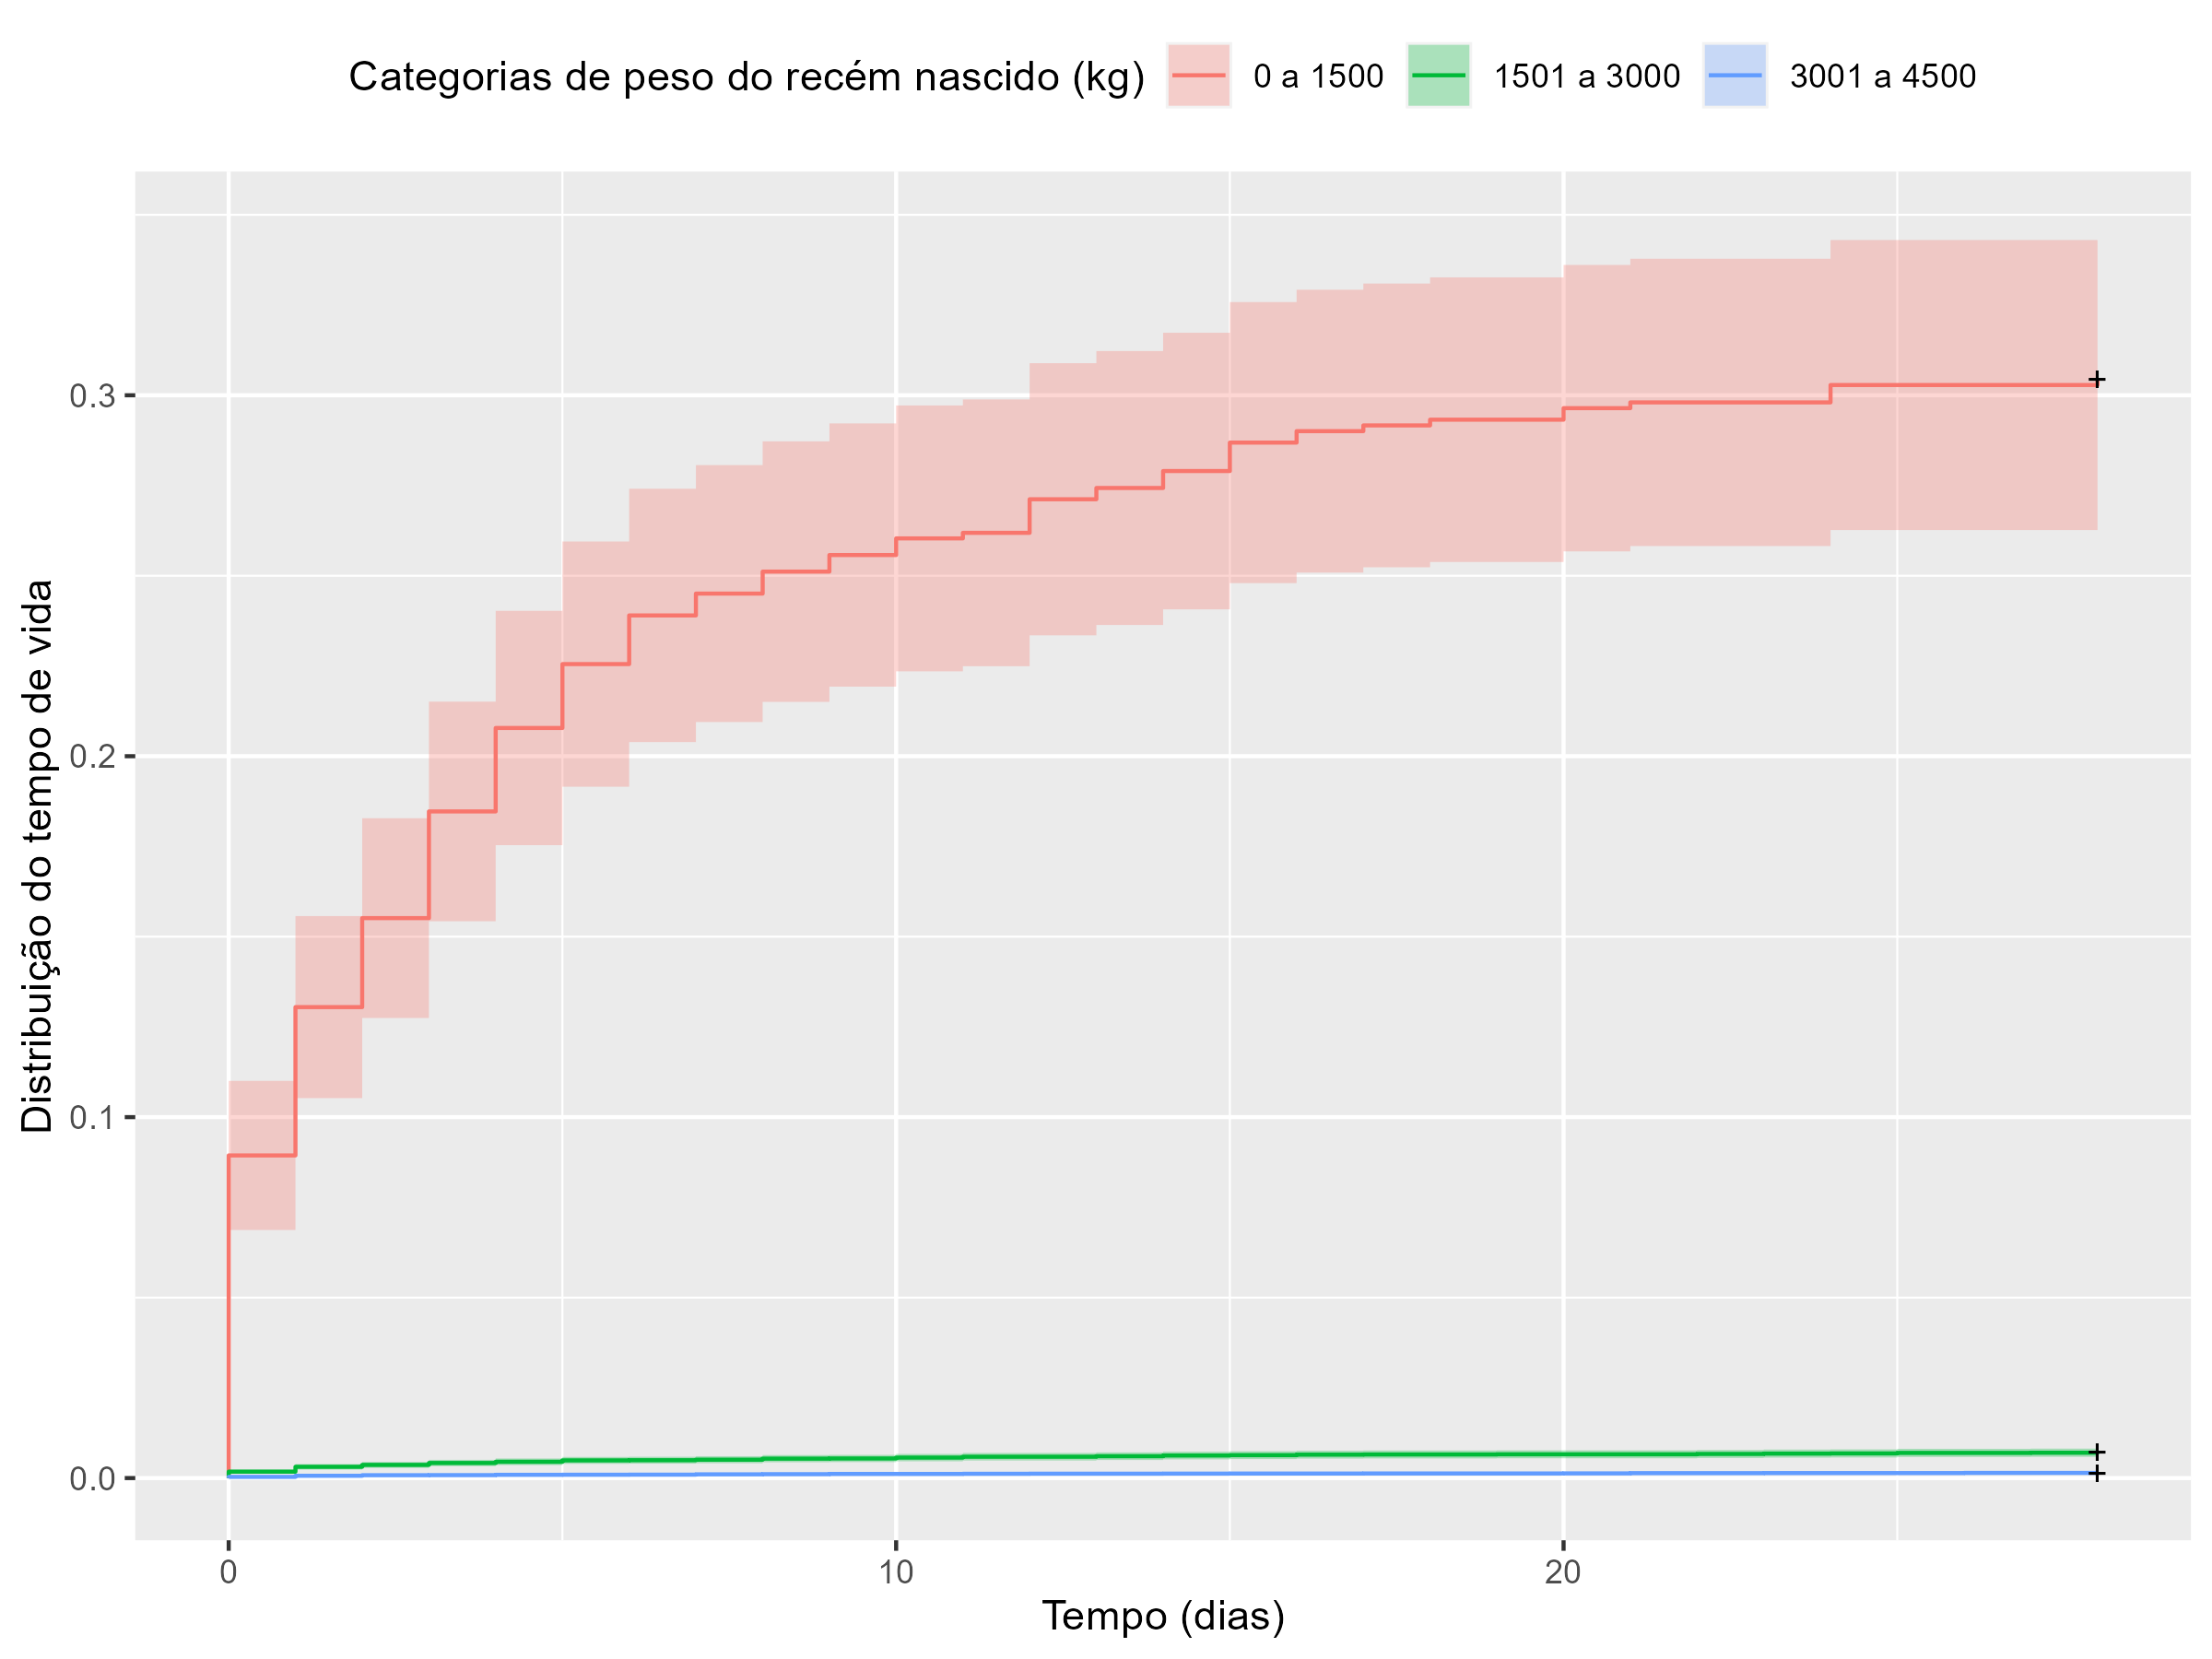 Categorias de peso do recém nascido (kg) 0 a 1500 1501 a 3000 3001 a 4500
Distribuição do tempo de vida
0.3
0.2
0.1
0.0
0 10 20
Tempo (dias)